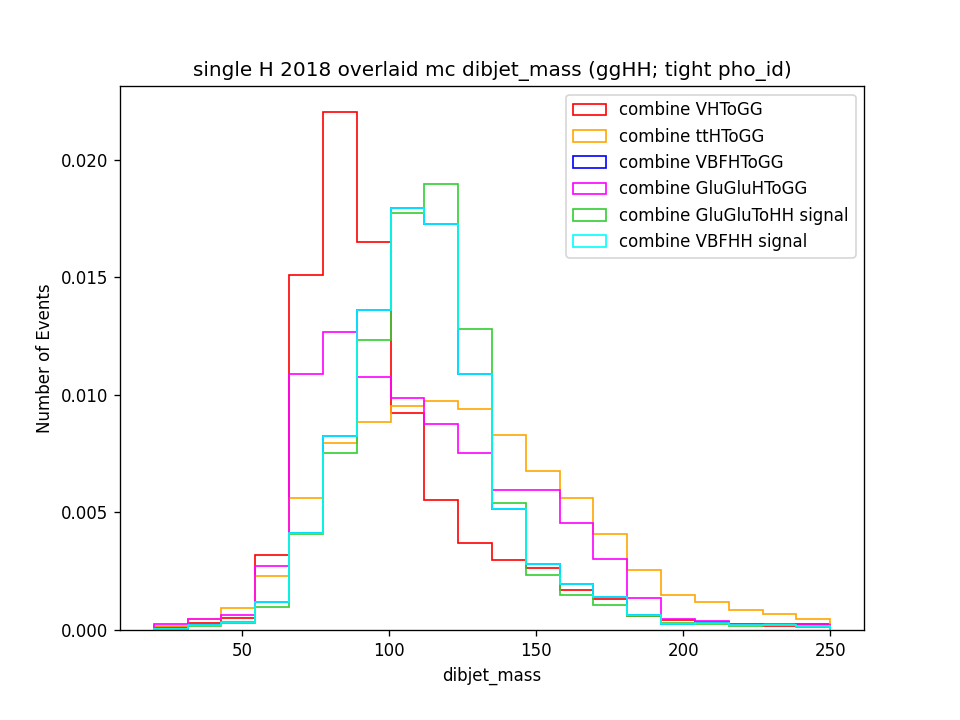 single H 2018 overlaid mc dibjet_mass (ggHH; tight pho_id)
combine VHToGG
combine ttHToGG
combine VBFHToGG
combine GluGluHToGG
combine GluGluToHH signal
combine VBFHH signal
Number of Events
0.020
0.015
0.010
0.005
0.000
50
100
150
200
250
dibjet_mass